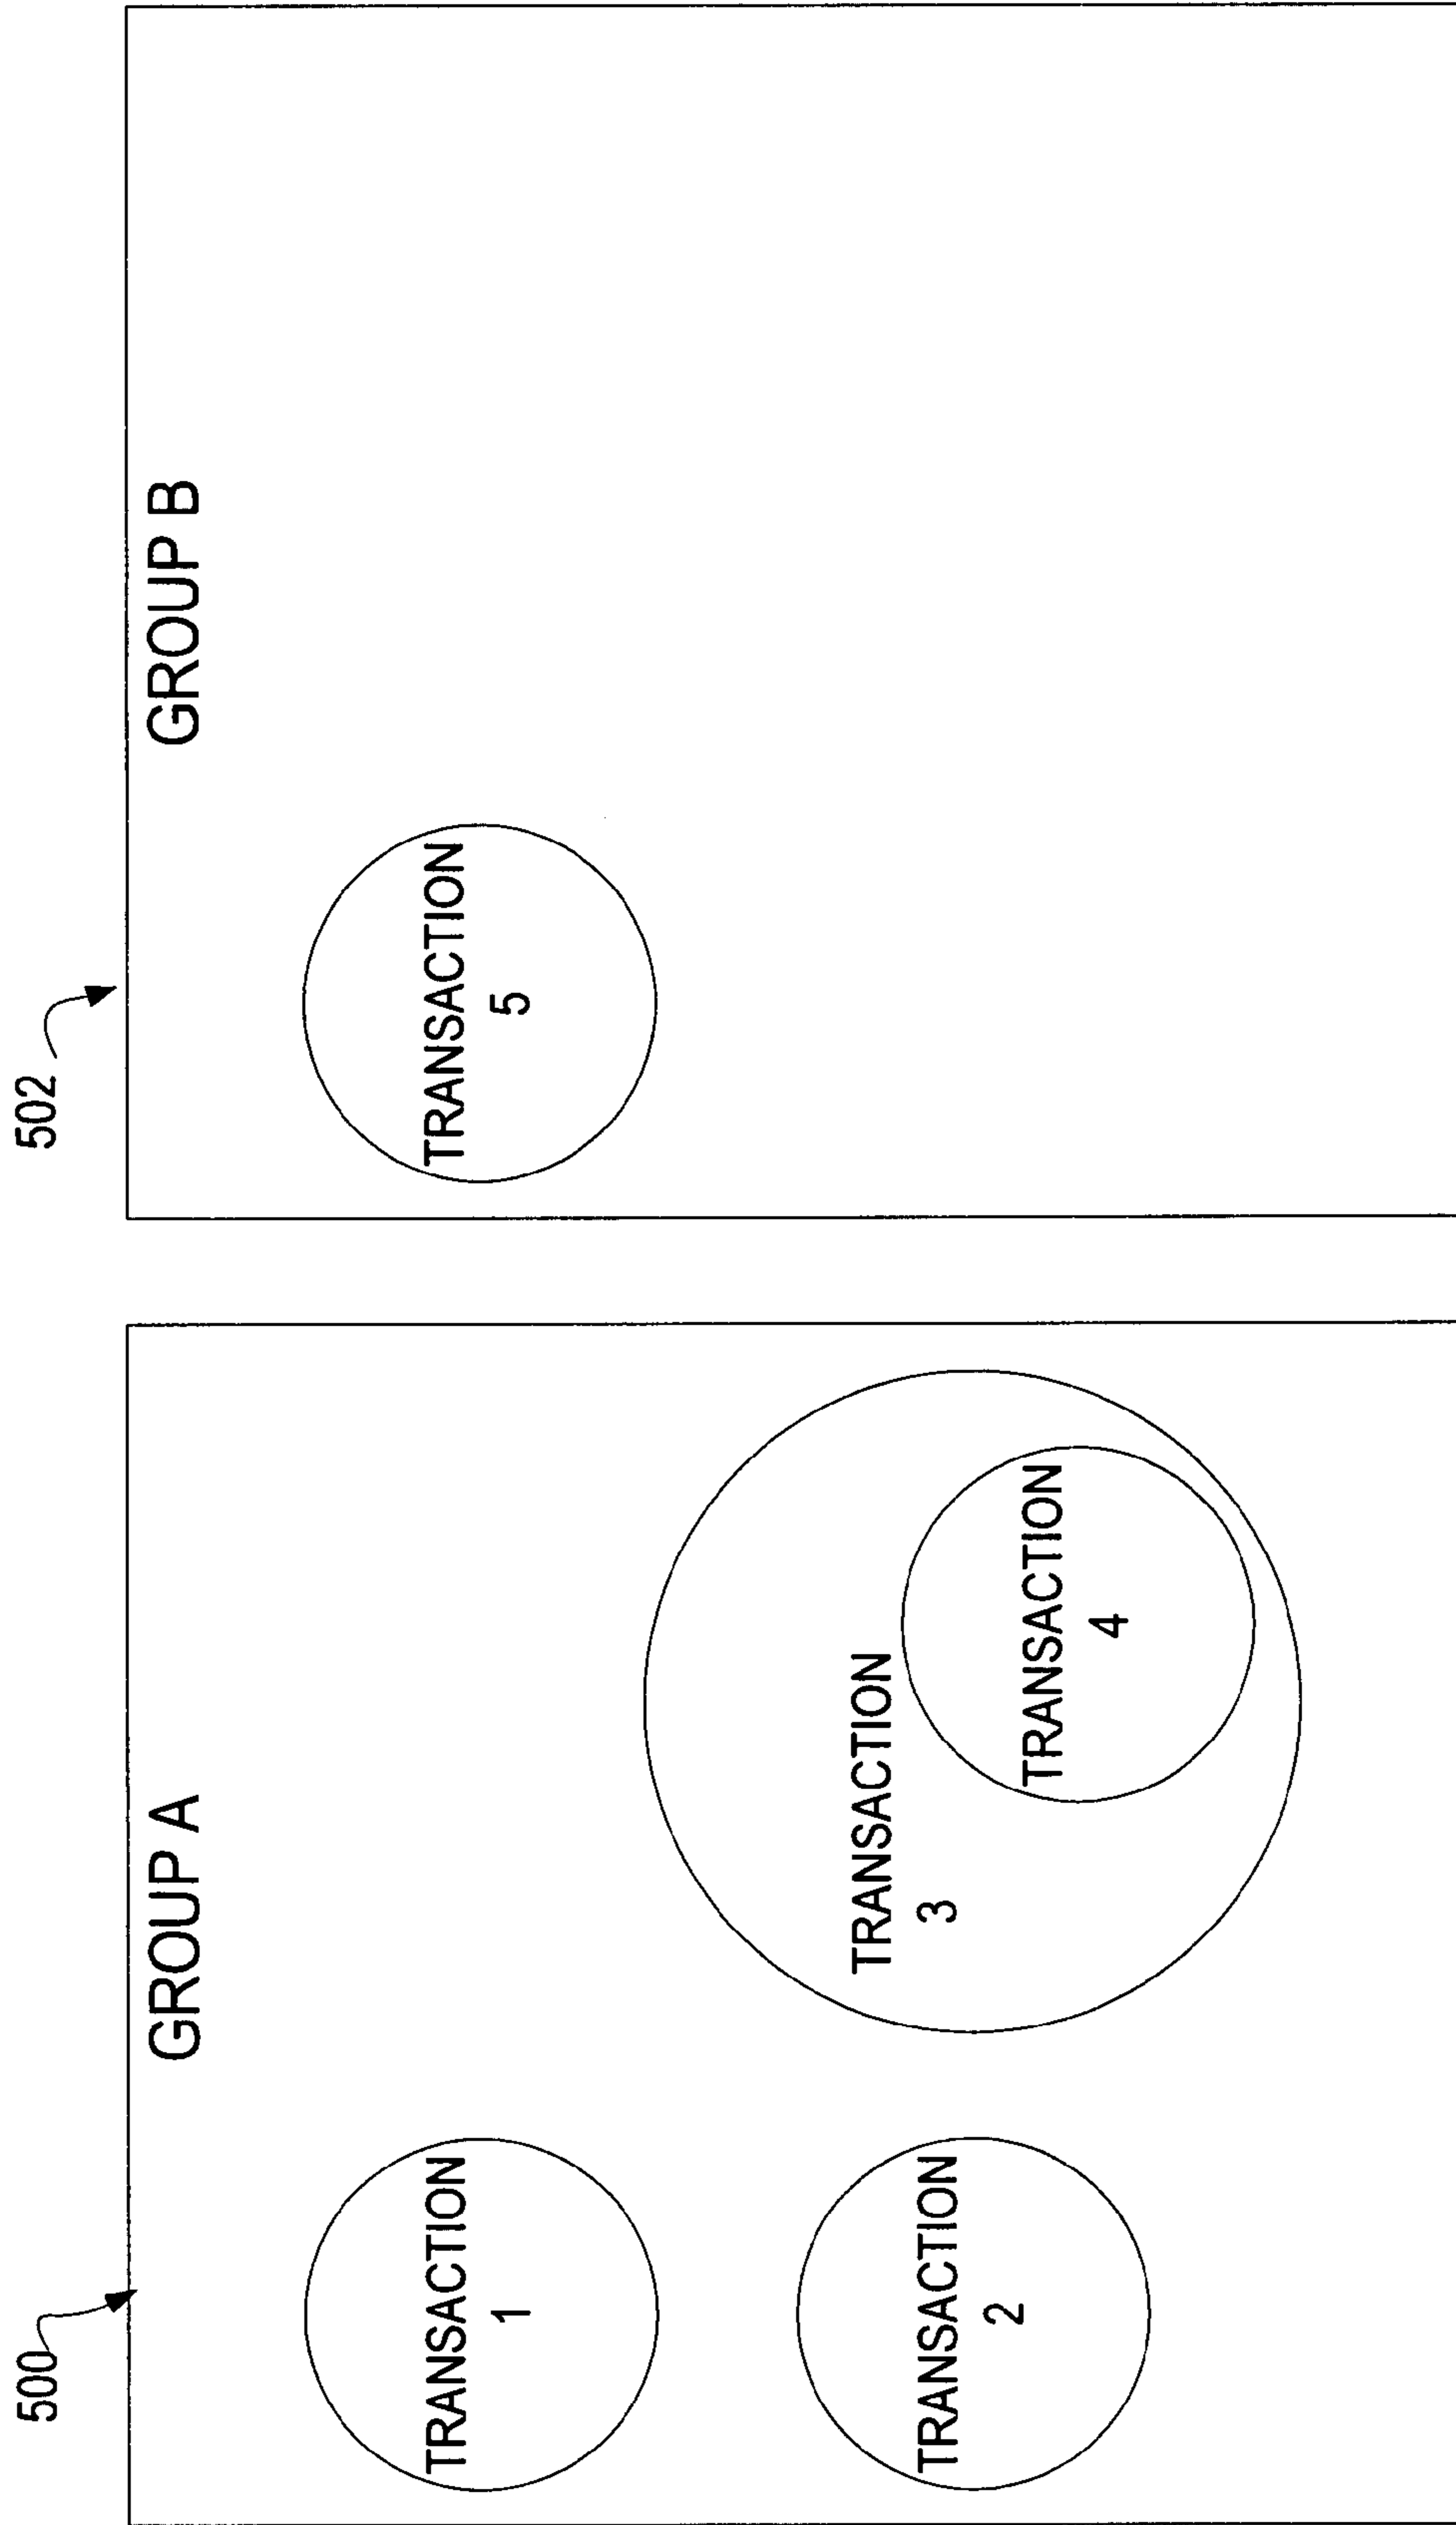 500
GROUP A
TRANSACTION
1
TRANSACTION
2
TRANSACTION
3
TRANSACTION
4
502
GROUP B
TRANSACTION
5